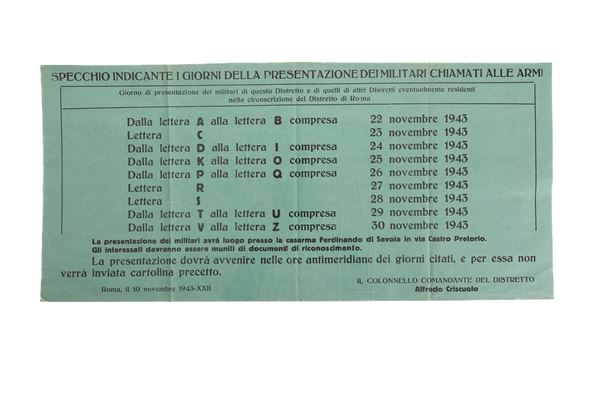 SPECCHIO INDICANTE I GIORNI DELLA PRESENTAZIONE DEI MILITARI CHIAMATI ALLE ARMI
Giorno di presentazione dei militari di questo Distretto e di quelli di altri Distretti eventualmente residenti
nella circoscrizione del Distretto di Roma
Dalla lettera A alla lettera B compresa 22 novembre 1943
Lettera C 23 novembre 1943
Dalla lettera D alla lettera I compresa 24 novembre 1943
Dalla lettera K alla lettera O compresa 25 novembre 1943
Dalla lettera P alla lettera Q compresa 26 novembre 1943
Lettera R 27 novembre 1943
Lettera S 28 novembre 1943
Dalla lettera T alla lettera U compresa 29 novembre 1943
Dalla lettera V alla lettera Z compresa 30 novembre 1943
La presentazione dei militari avrà luogo presso la caserma Ferdinando di Savoia in via Castro Pretorio.
Gli interessati davranno essere muniti di documenti di riconoscimento.
La presentazione dovrà avvenire nelle ore antimeridiane dei giorni citati, e per essa non
verrà inviata cartolina precetto.
Roma, li 10 novembre 1943-XXII
IL COLONNELLO COMANDANTE DEL DISTRETTO
Alfredo Criscuolo